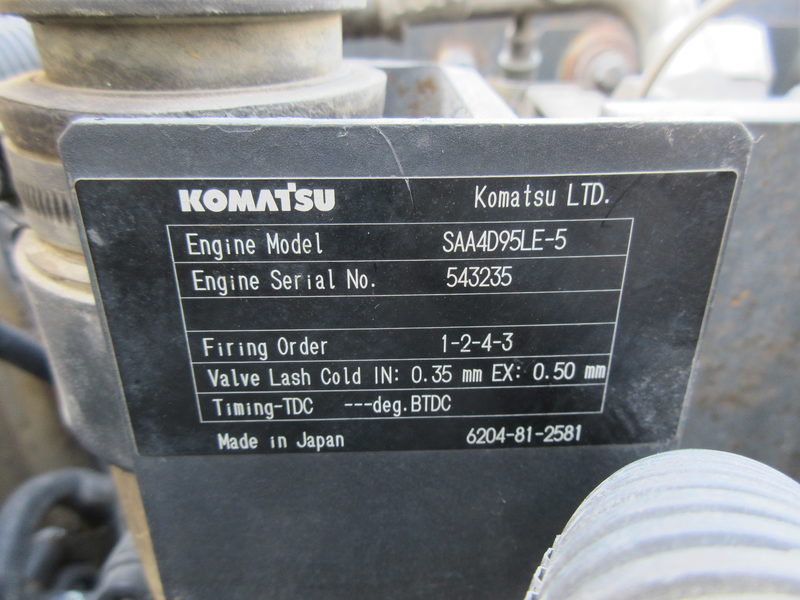 KOMATSU Komatsu LTD.
Engine Model SAA4D95LE-5
Engine Serial No. 543235
Firing Order 1-2-4-3
Valve Lash Cold IN: 0.35 mm EX: 0.50 mm
Timing-TDC ---deg.BTDC
Made in Japan 6204-81-2581